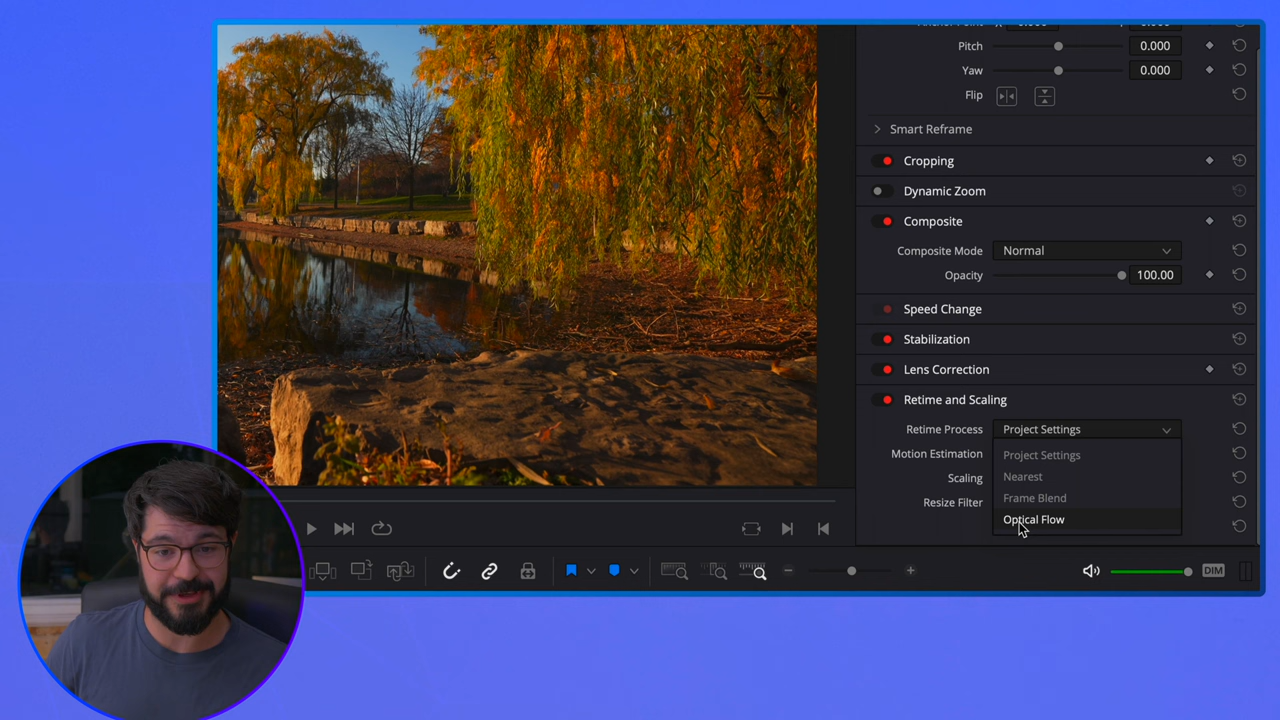 Pitch 0.000
Yaw 0.000
Flip
Smart Reframe
Cropping
Dynamic Zoom
Composite
Composite Mode Normal
Opacity 100.00
Speed Change
Stabilization
Lens Correction
Retime and Scaling
Retime Process Project Settings
Motion Estimation Project Settings
Nearest
Scaling
Frame Blend
Resize Filter
Optical Flow
DIM